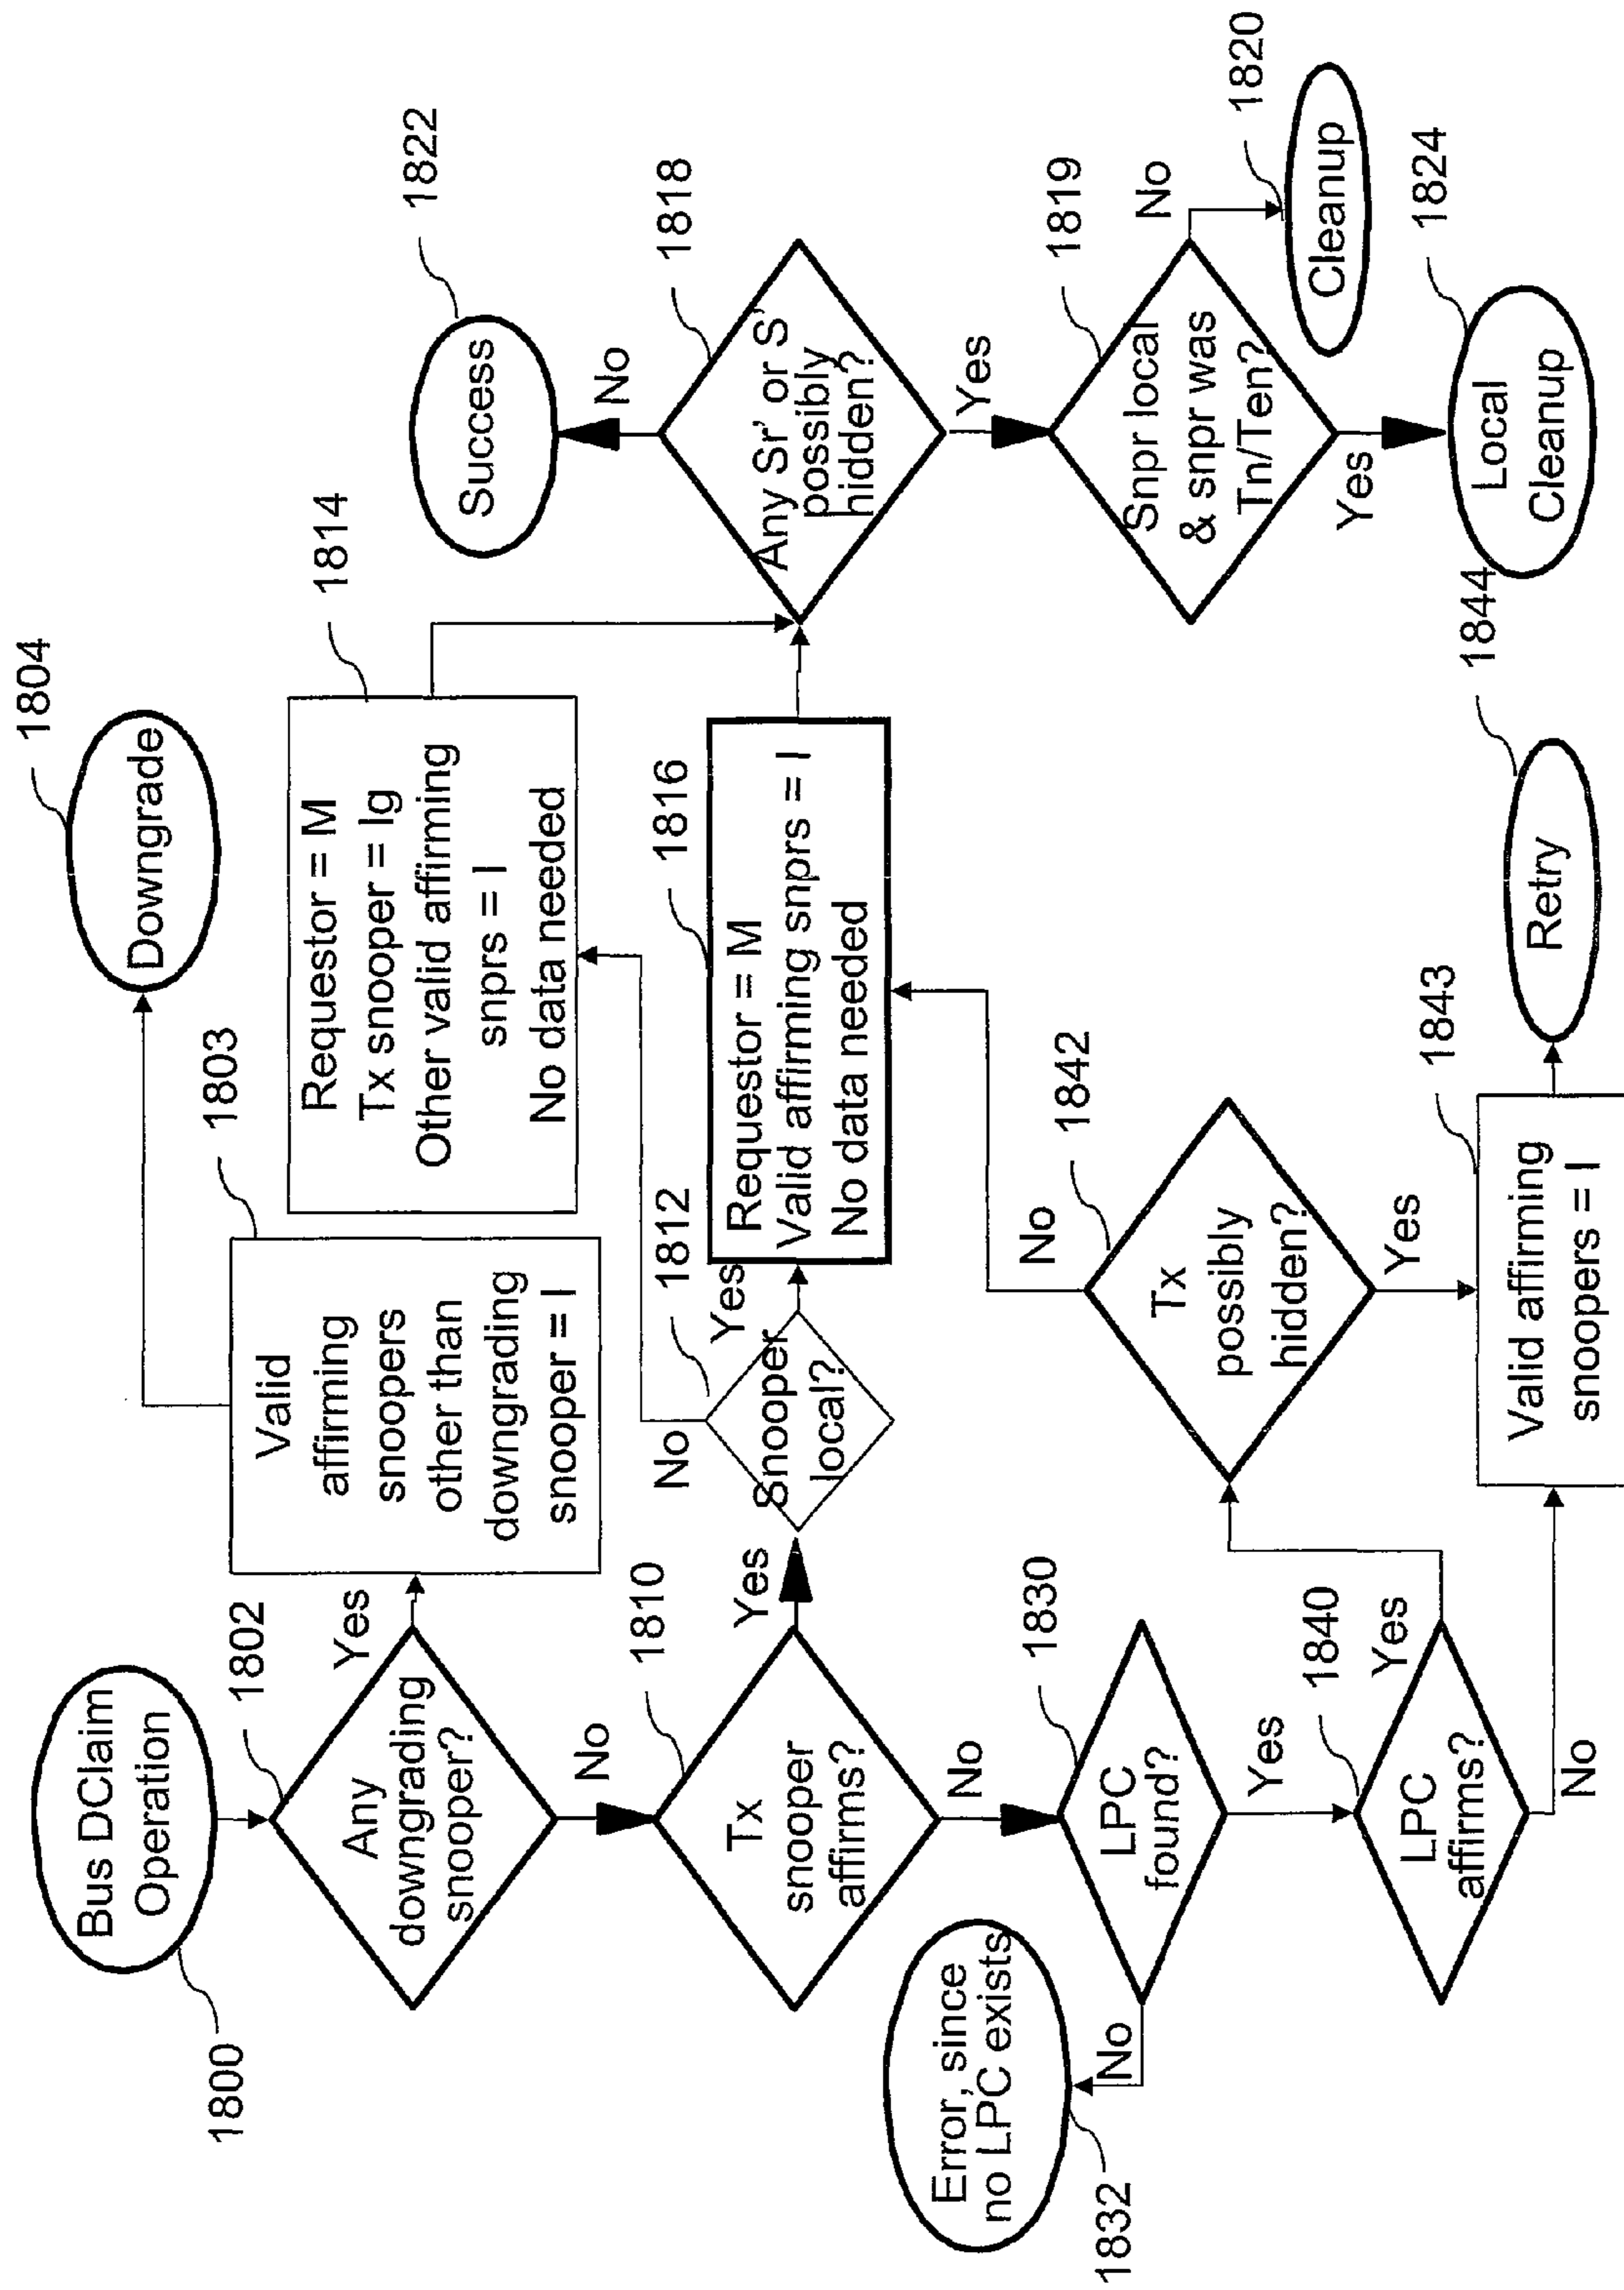 1800
Bus DClaim
Operation
1802
Any
downgrading
snooper?
Yes
No
1803
Valid
affirming
snoopers
other than
downgrading
snooper = I
1804
Downgrade
1810
Tx
snooper
affirms?
Yes
No
1812
Snooper
local?
No
Yes
1814
Requestor = M
Tx snooper = Ig
Other valid affirming
snprs = I
No data needed
1816
Requestor = M
Valid affirming snprs = I
No data needed
1818
Any Sr' or S'
possibly
hidden?
No
Yes
1822
Success
1819
Snpr local
& snpr was
Tn/Ten?
No
Yes
1820
Cleanup
1824
Local
Cleanup
1830
LPC
found?
No
Yes
1832
Error, since
no LPC exists
1840
LPC
affirms?
Yes
No
1842
Tx
possibly
hidden?
No
Yes
1843
Valid affirming
snoopers = I
1844
Retry